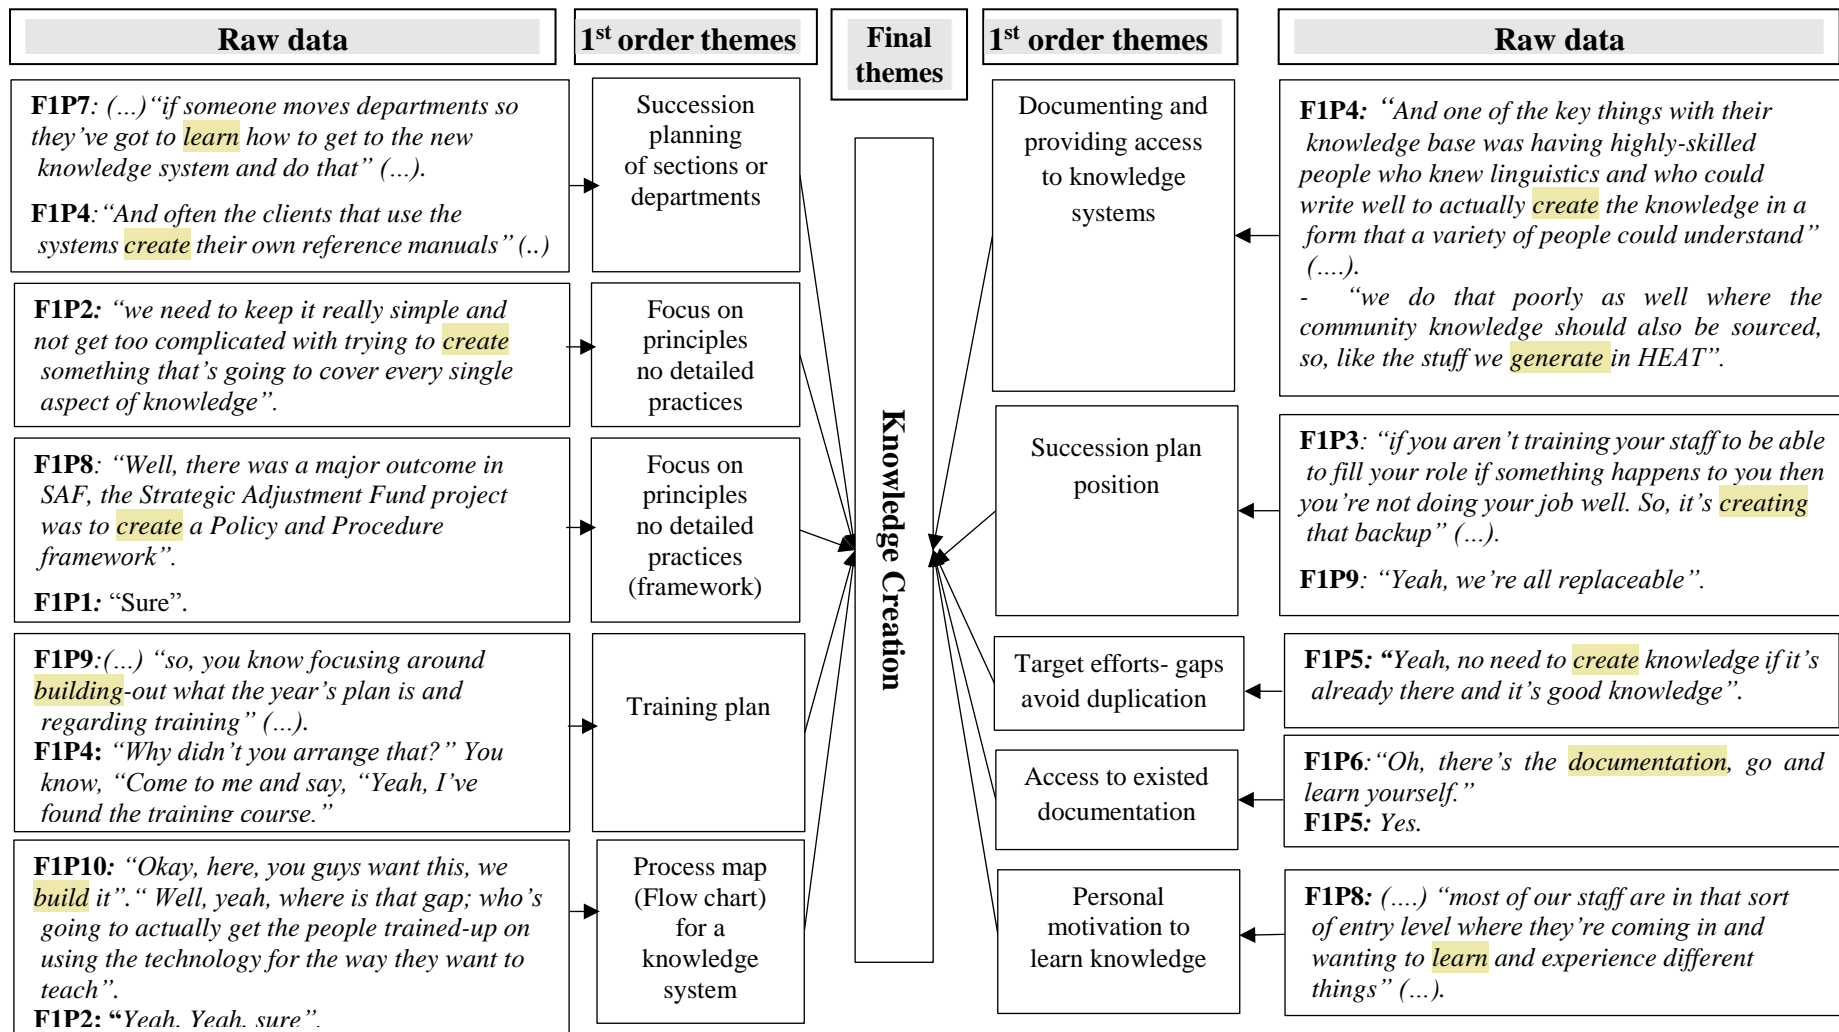 Raw data
1st order themes
Final
themes
1st order themes
Raw data
F1P7: (...) “if someone moves departments so
they’ve got to learn how to get to the new
knowledge system and do that” (...).
F1P4:“And often the clients that use the
systems create their own reference manuals” (..)
Succession
planning
of sections or
departments
F1P2: “we need to keep it really simple and
not get too complicated with trying to create
something that’s going to cover every single
aspect of knowledge”.
Focus on
principles
no detailed
practices
F1P8: “Well, there was a major outcome in
SAF, the Strategic Adjustment Fund project
was to create a Policy and Procedure
framework”.
F1P1: “Sure”.
Focus on
principles
no detailed
practices
(framework)
F1P9:(...) “so, you know focusing around
building-out what the year’s plan is and
regarding training” (...).
F1P4: “Why didn’t you arrange that?” You
know, “Come to me and say, “Yeah, I’ve
found the training course.”
Training plan
F1P10: “Okay, here, you guys want this, we
build it”.“ Well, yeah, where is that gap; who’s
going to actually get the people trained-up on
using the technology for the way they want to
teach”.
F1P2: “Yeah, Yeah, sure”.
Process map
(Flow chart)
for a
knowledge
system
Knowledge Creation
Documenting and
providing access
to knowledge
systems
F1P4: “And one of the key things with their
knowledge base was having highly-skilled
people who knew linguistics and who could
write well to actually create the knowledge in a
form that a variety of people could understand”
(....).
- “we do that poorly as well where the
community knowledge should also be sourced,
so, like the stuff we generate in HEAT”.
Succession plan
position
F1P3: “if you aren’t training your staff to be able
to fill your role if something happens to you then
you’re not doing your job well. So, it’s creating
that backup” (...).
F1P9: “Yeah, we’re all replaceable”.
Target efforts- gaps
avoid duplication
F1P5: “Yeah, no need to create knowledge if it’s
already there and it’s good knowledge”.
Access to existed
documentation
F1P6:“Oh, there’s the documentation, go and
learn yourself.”
F1P5: Yes.
Personal
motivation to
learn knowledge
F1P8: (....) “most of our staff are in that sort
of entry level where they’re coming in and
wanting to learn and experience different
things” (...).